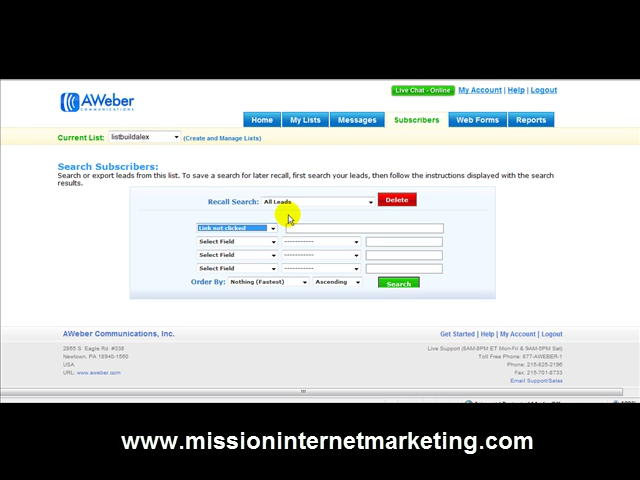 AWeber
COMMUNICATIONS
Live Chat - Online My Account | Help | Logout
Home My Lists Messages Subscribers Web Forms Reports
Current List: listbuildalex (Create and Manage Lists)
Search Subscribers:
Search or export leads from this list. To save a search for later recall, first search your leads, then follow the instructions displayed with the search
results.
Recall Search: All Leads Delete
Link not clicked
Select Field -----------
Select Field -----------
Select Field -----------
Order By: Nothing (Fastest) Ascending Search
AWeber Communications, Inc. Get Started | Help | My Account | Logout
2865 S. Eagle Rd. #338 Live Support (8AM-8PM ET Mon-Fri & 9AM-5PM Sat)
Newtown, PA 18940-1560 Toll Free Phone: 877-AWEBER-1
USA Phone: 215-825-2196
URL: www.aweber.com Fax: 215-701-8733
Email Support/Sales
www.missioninternetmarketing.com